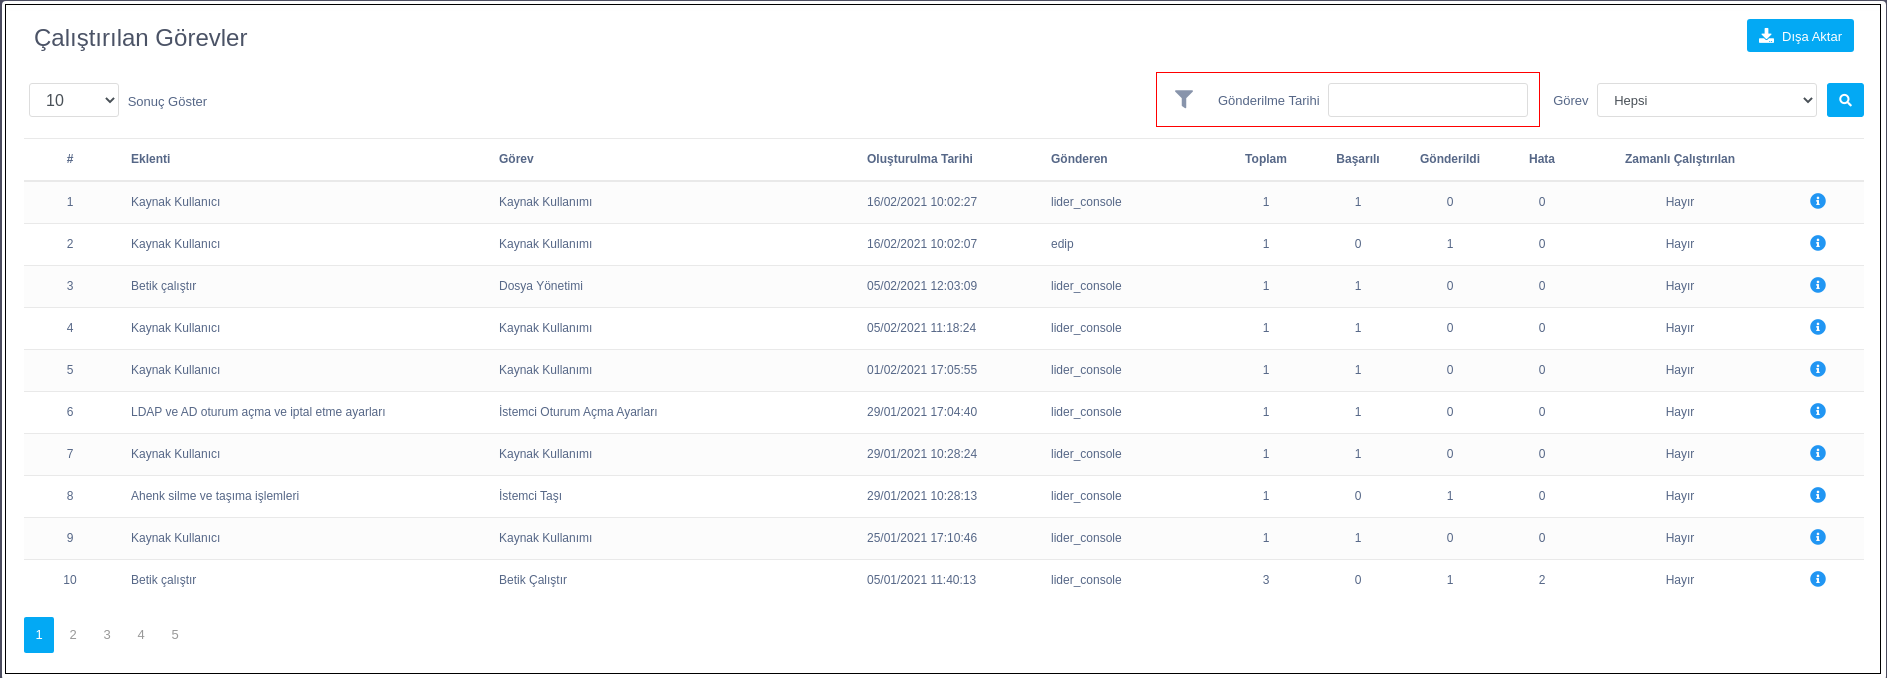 Çalıştırılan Görevler
Dışa Aktar
10 Sonuç Göster
Gönderilme Tarihi
Görev Hepsi
# Eklenti Görev Oluşturulma Tarihi Gönderen Toplam Başarılı Gönderildi Hata Zamanlı Çalıştırılan
1 Kaynak Kullanıcı Kaynak Kullanımı 16/02/2021 10:02:27 lider_console 1 1 0 0 Hayır
2 Kaynak Kullanıcı Kaynak Kullanımı 16/02/2021 10:02:07 edip 1 0 1 0 Hayır
3 Betik çalıştır Dosya Yönetimi 05/02/2021 12:03:09 lider_console 1 1 0 0 Hayır
4 Kaynak Kullanıcı Kaynak Kullanımı 05/02/2021 11:18:24 lider_console 1 1 0 0 Hayır
5 Kaynak Kullanıcı Kaynak Kullanımı 01/02/2021 17:05:55 lider_console 1 1 0 0 Hayır
6 LDAP ve AD oturum açma ve iptal etme ayarları İstemci Oturum Açma Ayarları 29/01/2021 17:04:40 lider_console 1 1 0 0 Hayır
7 Kaynak Kullanıcı Kaynak Kullanımı 29/01/2021 10:28:24 lider_console 1 1 0 0 Hayır
8 Ahenk silme ve taşıma işlemleri İstemci Taşı 29/01/2021 10:28:13 lider_console 1 0 1 0 Hayır
9 Kaynak Kullanıcı Kaynak Kullanımı 25/01/2021 17:10:46 lider_console 1 1 0 0 Hayır
10 Betik çalıştır Betik Çalıştır 05/01/2021 11:40:13 lider_console 3 0 1 2 Hayır
1 2 3 4 5